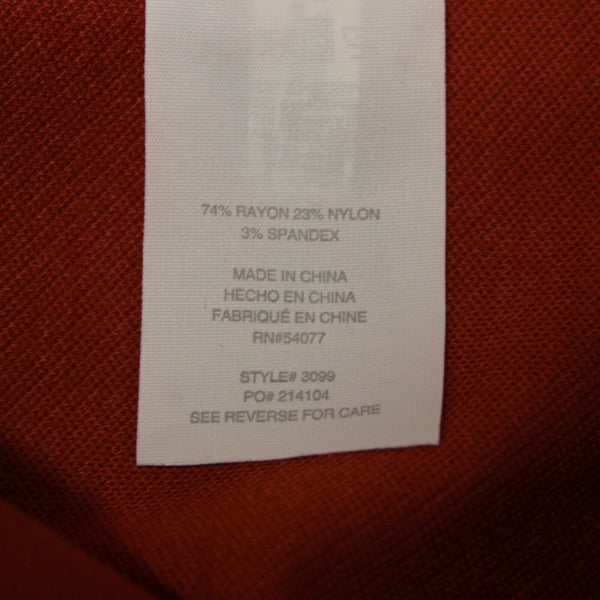 74% RAYON 23% NYLON
3% SPANDEX
MADE IN CHINA
HECHO EN CHINA
FABRIQUÉ EN CHINE
RN#54077
STYLE# 3099
PO# 214104
SEE REVERSE FOR CARE